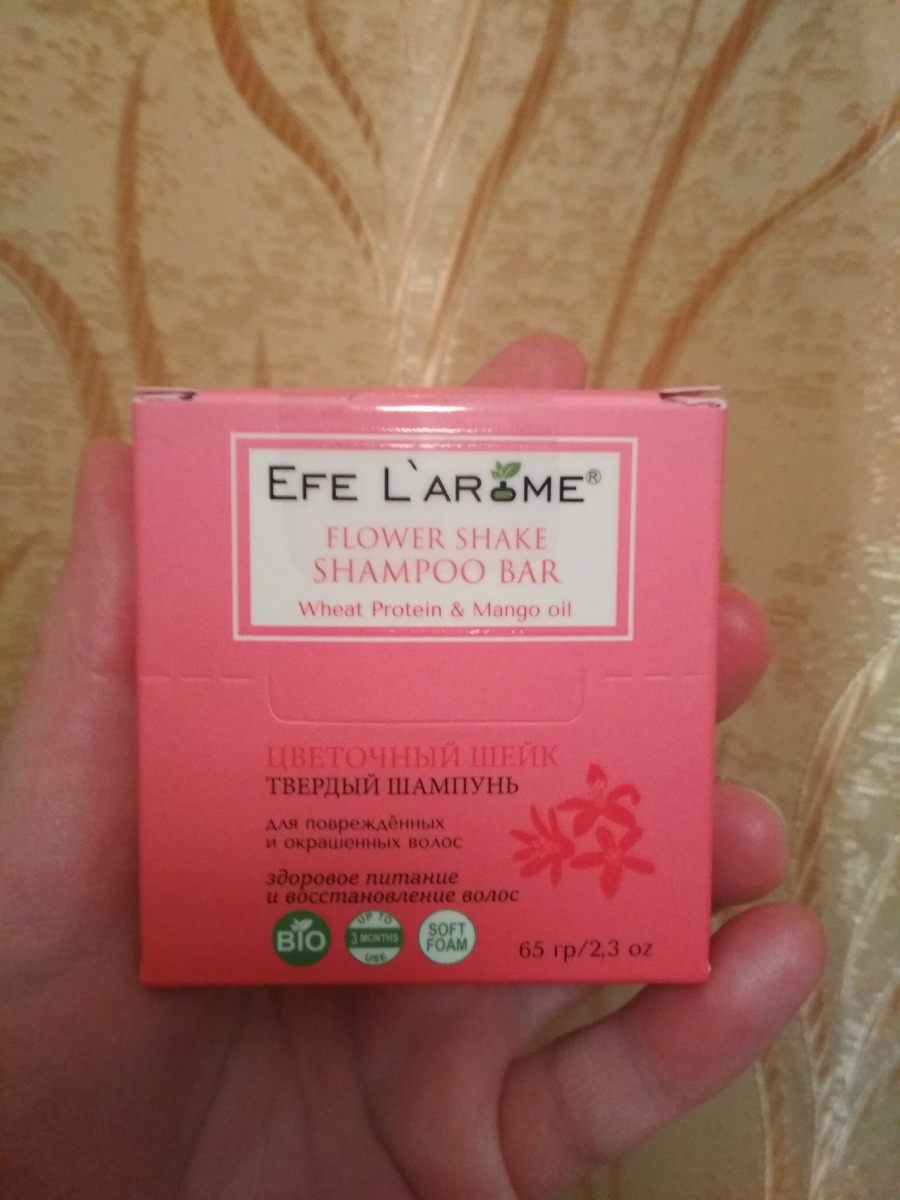 EFE L`AROME®
FLOWER SHAKE
SHAMPOO BAR
Wheat Protein & Mango oil
ЦВЕТОЧНЫЙ ШЕЙК
ТВЕРДЫЙ ШАМПУНЬ
для повреждённых
и окрашенных волос
здоровое питание
и восстановление волос
BIO
UP TO
3 MONTHS
USE
SOFT
FOAM
65 гр/2,3 oz